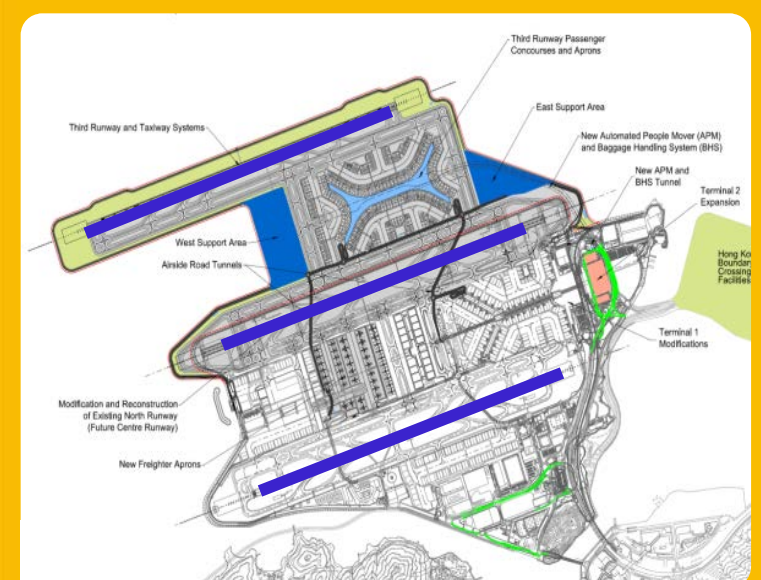 Third Runway Passenger
Concourses and Aprons
East Support Area
Third Runway and Taxiway Systems
New Automated People Mover (APM)
and Baggage Handling System (BHS)
New APM and
BHS Tunnel
Terminal 2
Expansion
West Support Area
Airside Road Tunnels
Hong Ko
Boundar
Crossing
Facilities
Terminal 1
Modifications
Modification and Reconstruction
of Existing North Runway
(Future Centre Runway)
New Freighter Aprons